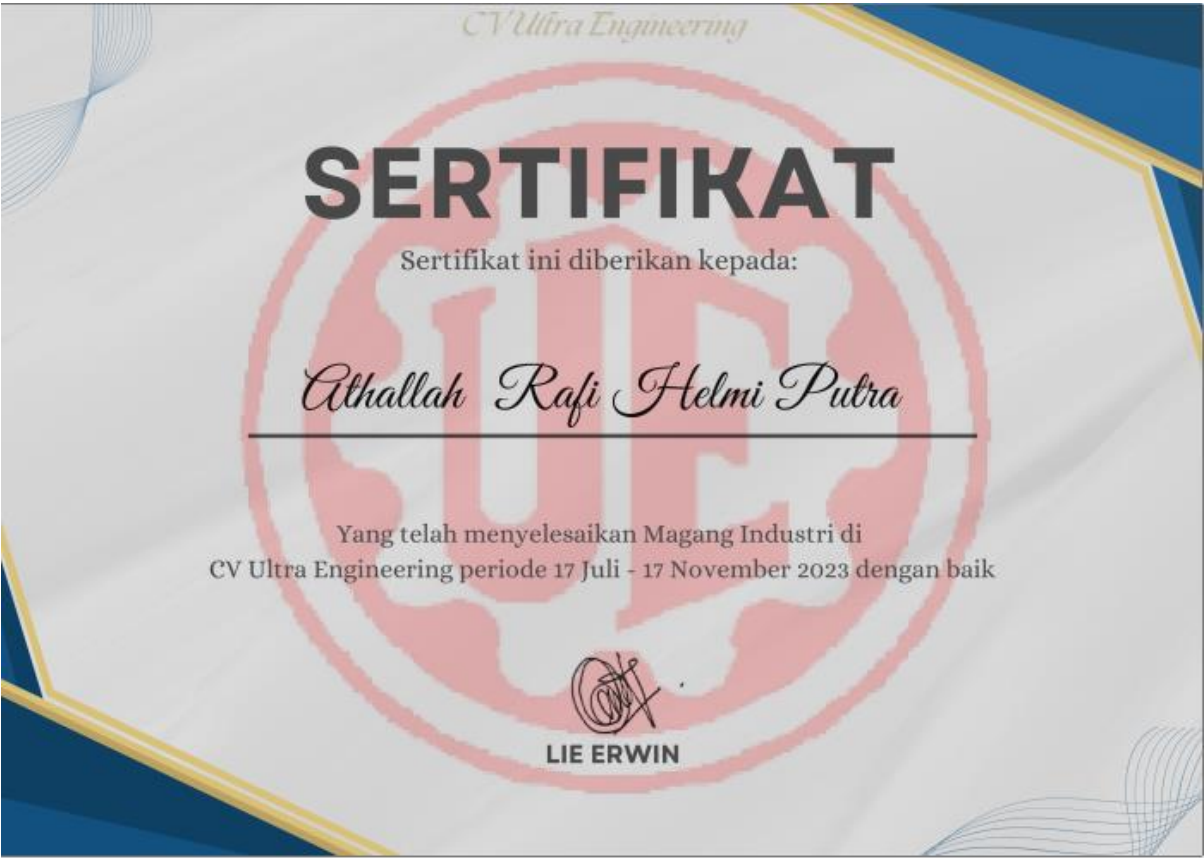 CV Ultra Engineering
SERTIFIKAT
Sertifikat ini diberikan kepada:
Athallah Rafi Helmi Putra
UE
Yang telah menyelesaikan Magang Industri di
CV Ultra Engineering periode 17 Juli - 17 November 2023 dengan baik
LIE ERWIN